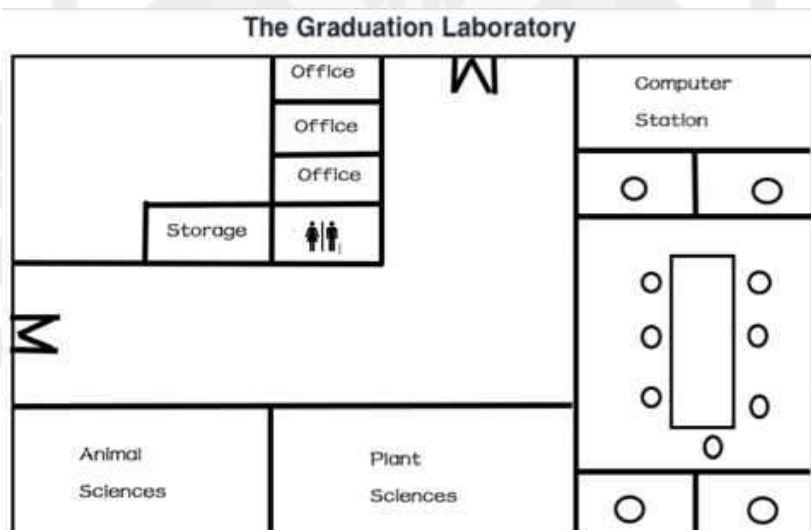 The Graduation Laboratory
Office
Computer
Station
Office
Office
Storage
Animal
Sciences
Plant
Sciences